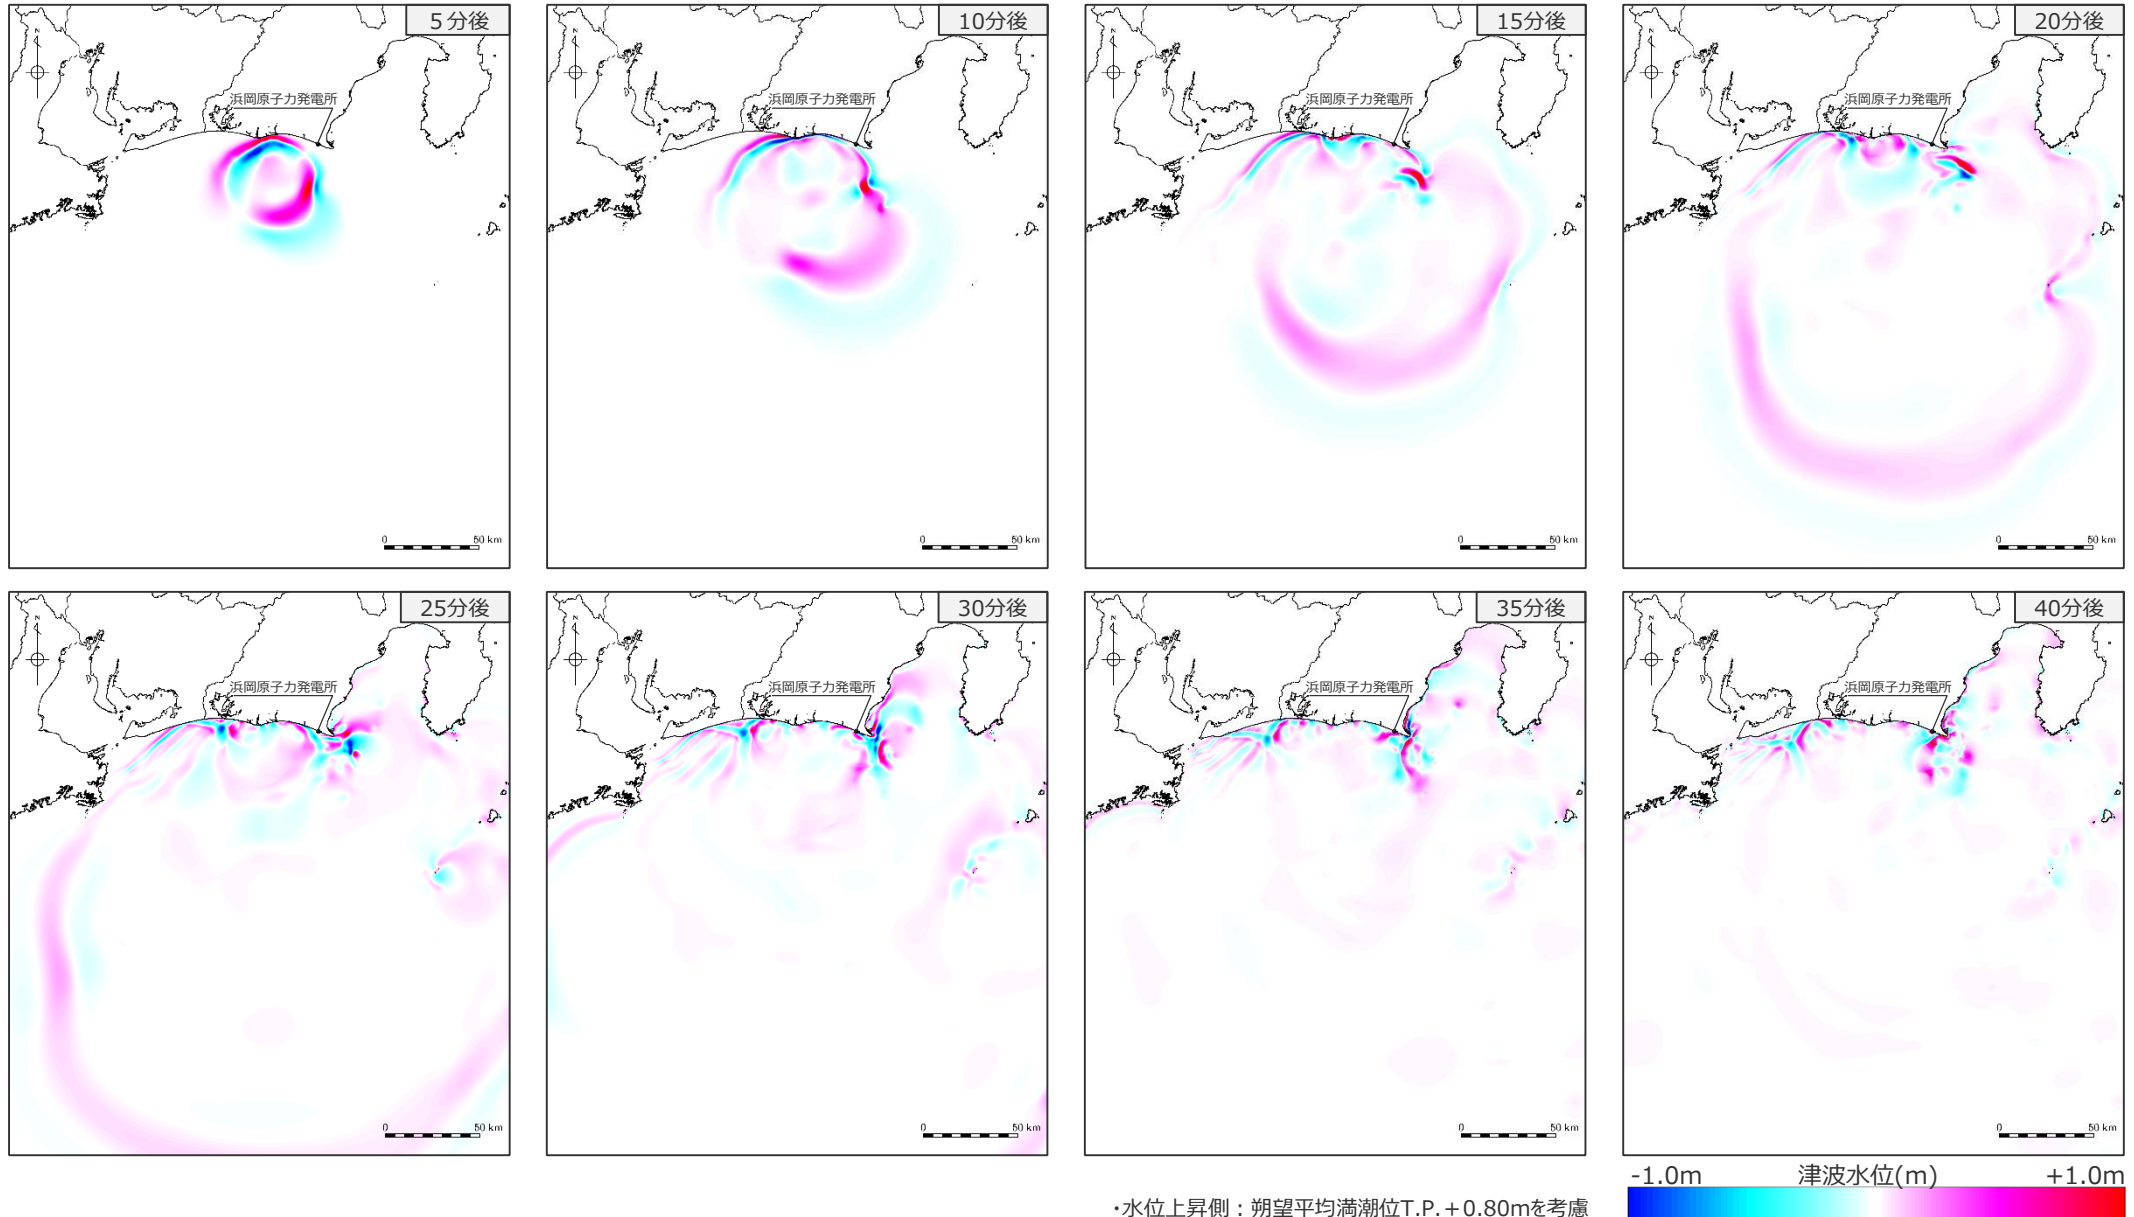 5分後
10分後
15分後
20分後
N
N
N
N
浜岡原子力発電所
浜岡原子力発電所
浜岡原子力発電所
浜岡原子力発電所
0 50 km
0 50 km
0 50 km
0 50 km
25分後
30分後
35分後
40分後
N
N
N
N
浜岡原子力発電所
浜岡原子力発電所
浜岡原子力発電所
浜岡原子力発電所
0 50 km
0 50 km
0 50 km
0 50 km
-1.0m 津波水位(m) +1.0m
・水位上昇側：朔望平均満潮位T.P.＋0.80mを考慮